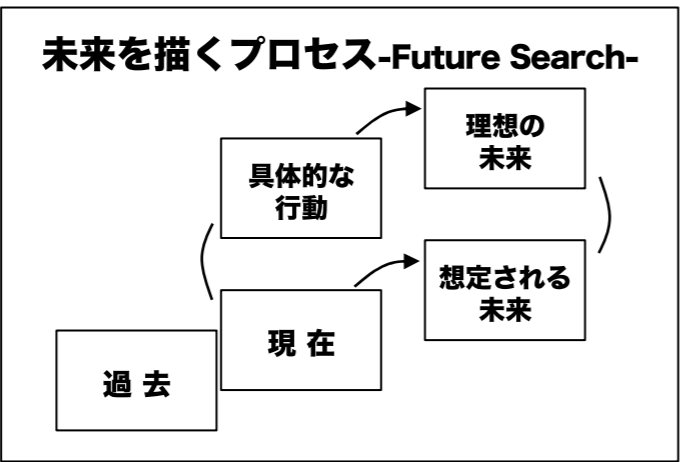 未来を描くプロセス-Future Search-
理想の
未来
具体的な
行動
想定される
未来
現 在
過 去